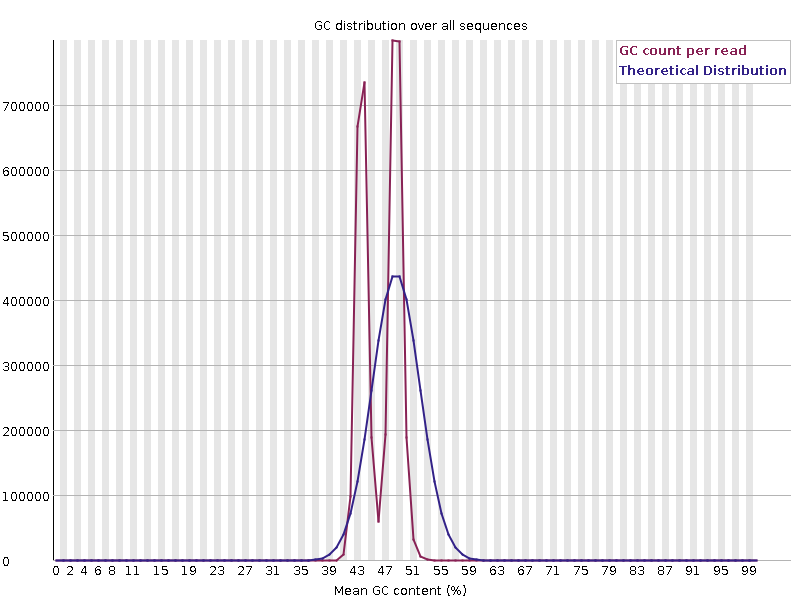 GC distribution over all sequences
GC count per read
Theoretical Distribution
700000
600000
500000
400000
300000
200000
100000
0
0 2 4 6 8 11 15 19 23 27 31 35 39 43 47 51 55 59 63 67 71 75 79 83 87 91 95 99
Mean GC content (%)